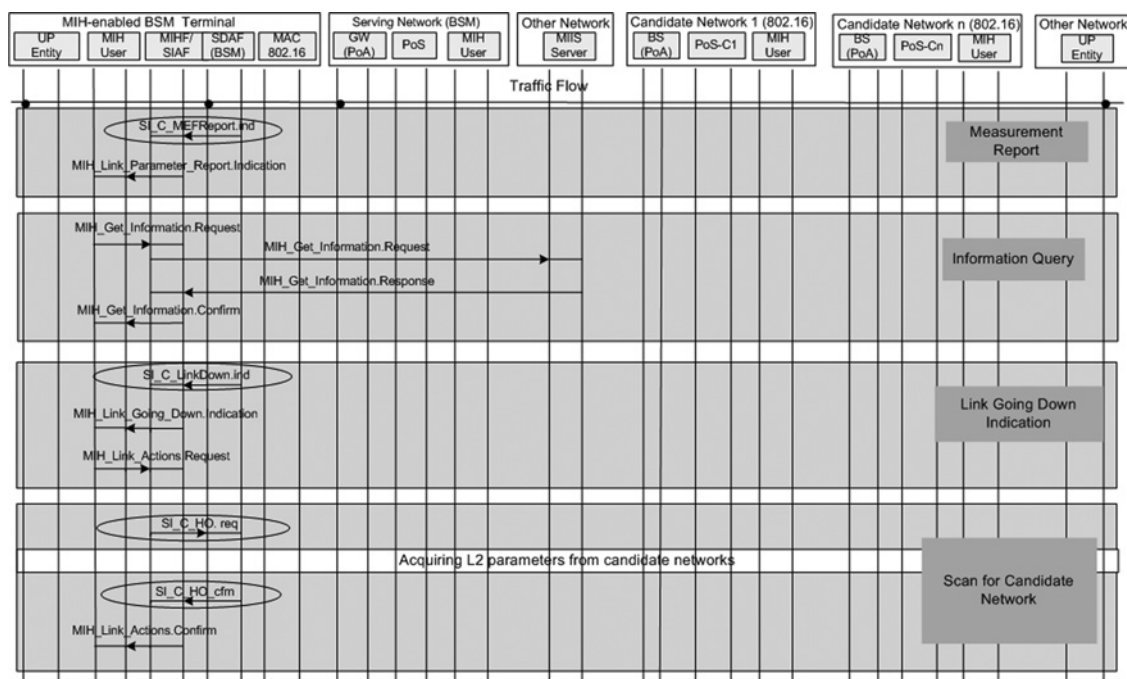 MIH-enabled BSM Terminal
UP
Entity
MIH
User
MIHF/
SIAF
SDAF
(BSM)
MAC
802.16
Serving Network (BSM)
GW
(PoA)
PoS
MIH
User
Other Network
MIIS
Server
Candidate Network 1 (802.16)
BS
(PoA)
PoS-C1
MIH
User
Candidate Network n (802.16)
BS
(PoA)
PoS-Cn
MIH
User
Other Network
UP
Entity
Traffic Flow
SI_C_MEFReport.ind
MIH_Link_Parameter_Report.Indication
Measurement
Report
MIH_Get_Information.Request
MIH_Get_Information.Request
MIH_Get_Information.Response
MIH_Get_Information.Confirm
Information Query
SI_C_LinkDown.ind
MIH_Link_Going_Down.Indication
MIH_Link_Actions.Request
Link Going Down
Indication
SI_C_HO. req
Acquiring L2 parameters from candidate networks
SI_C_HO_cfm
MIH_Link_Actions.Confirm
Scan for Candidate
Network